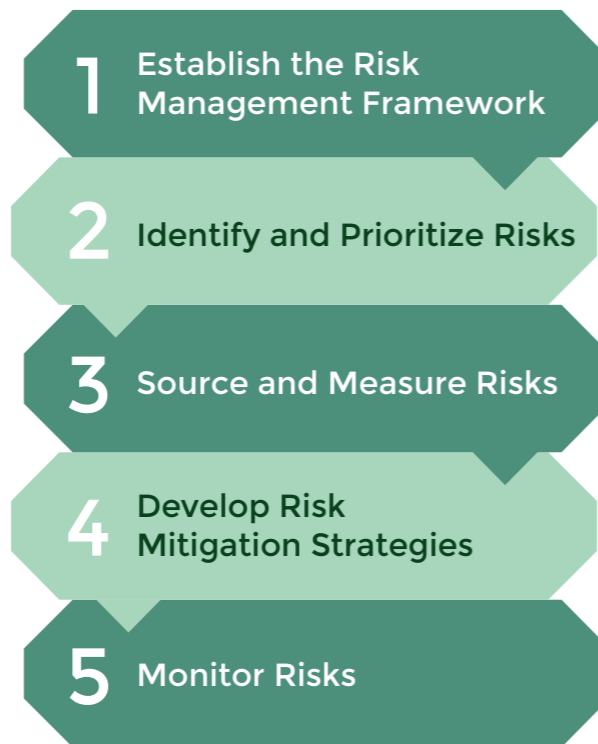 1
Establish the Risk
Management Framework
2
Identify and Prioritize Risks
3
Source and Measure Risks
4
Develop Risk
Mitigation Strategies
5
Monitor Risks